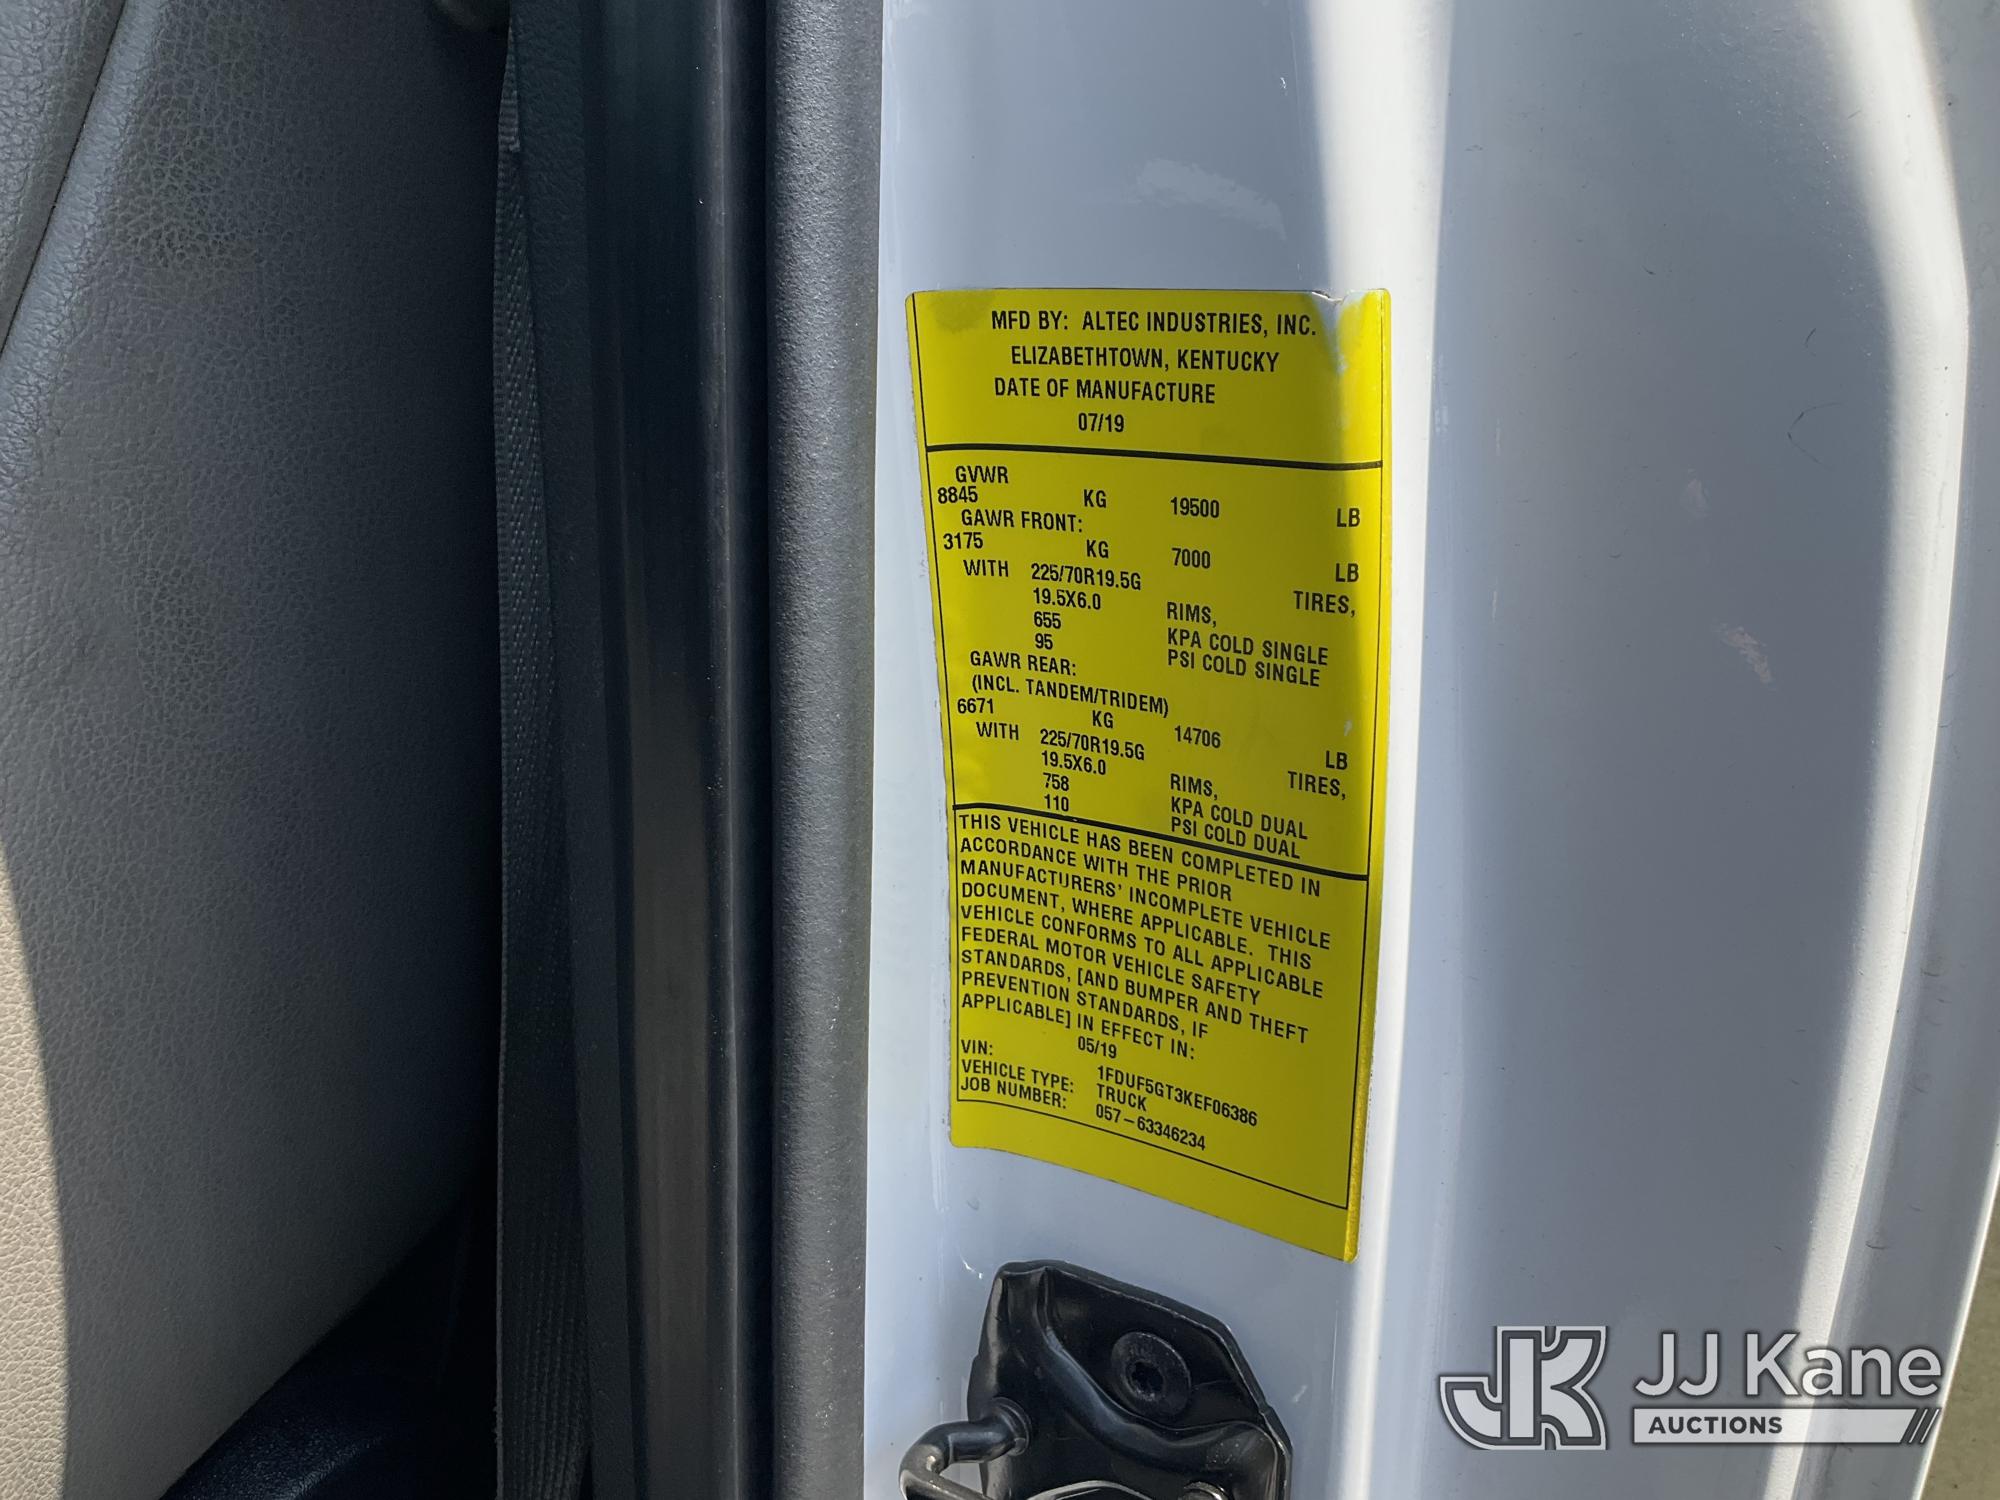 MFD BY: ALTEC INDUSTRIES, INC.
ELIZABETHTOWN, KENTUCKY
DATE OF MANUFACTURE
07/19
GVWR
8845 KG 19500 LB
GAWR FRONT:
3175 KG 7000 LB
WITH 225/70R19.5G TIRES,
19.5X6.0 RIMS,
655 KPA COLD SINGLE
95 PSI COLD SINGLE
GAWR REAR:
(INCL. TANDEM/TRIDEM)
6671 KG 14706 LB
WITH 225/70R19.5G TIRES,
19.5X6.0 RIMS,
758 KPA COLD DUAL
110 PSI COLD DUAL
THIS VEHICLE HAS BEEN COMPLETED IN
ACCORDANCE WITH THE PRIOR
MANUFACTURERS' INCOMPLETE VEHICLE
DOCUMENT, WHERE APPLICABLE. THIS
VEHICLE CONFORMS TO ALL APPLICABLE
FEDERAL MOTOR VEHICLE SAFETY
STANDARDS, [AND BUMPER AND THEFT
PREVENTION STANDARDS, IF
APPLICABLE] IN EFFECT IN:
05/19
VIN: 1FDUF5GT3KEF06386
VEHICLE TYPE: TRUCK
JOB NUMBER: 057-63346234
JK JJ Kane
AUCTIONS